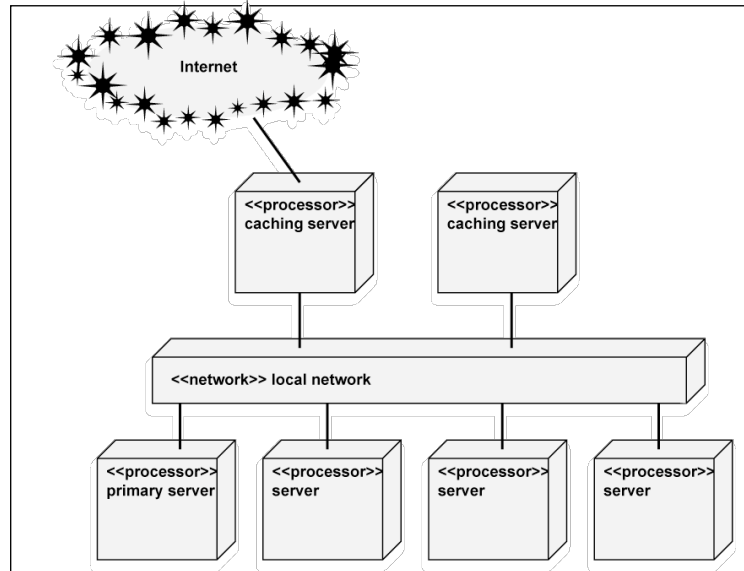 Internet
<<processor>>
caching server
<<processor>>
caching server
<<network>> local network
<<processor>>
primary server
<<processor>>
server
<<processor>>
server
<<processor>>
server